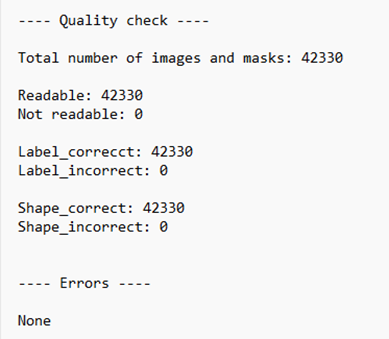 ---- Quality check ----
Total number of images and masks: 42330
Readable: 42330
Not readable: 0
Label_correcct: 42330
Label_incorrect: 0
Shape_correct: 42330
Shape_incorrect: 0
---- Errors ----
None